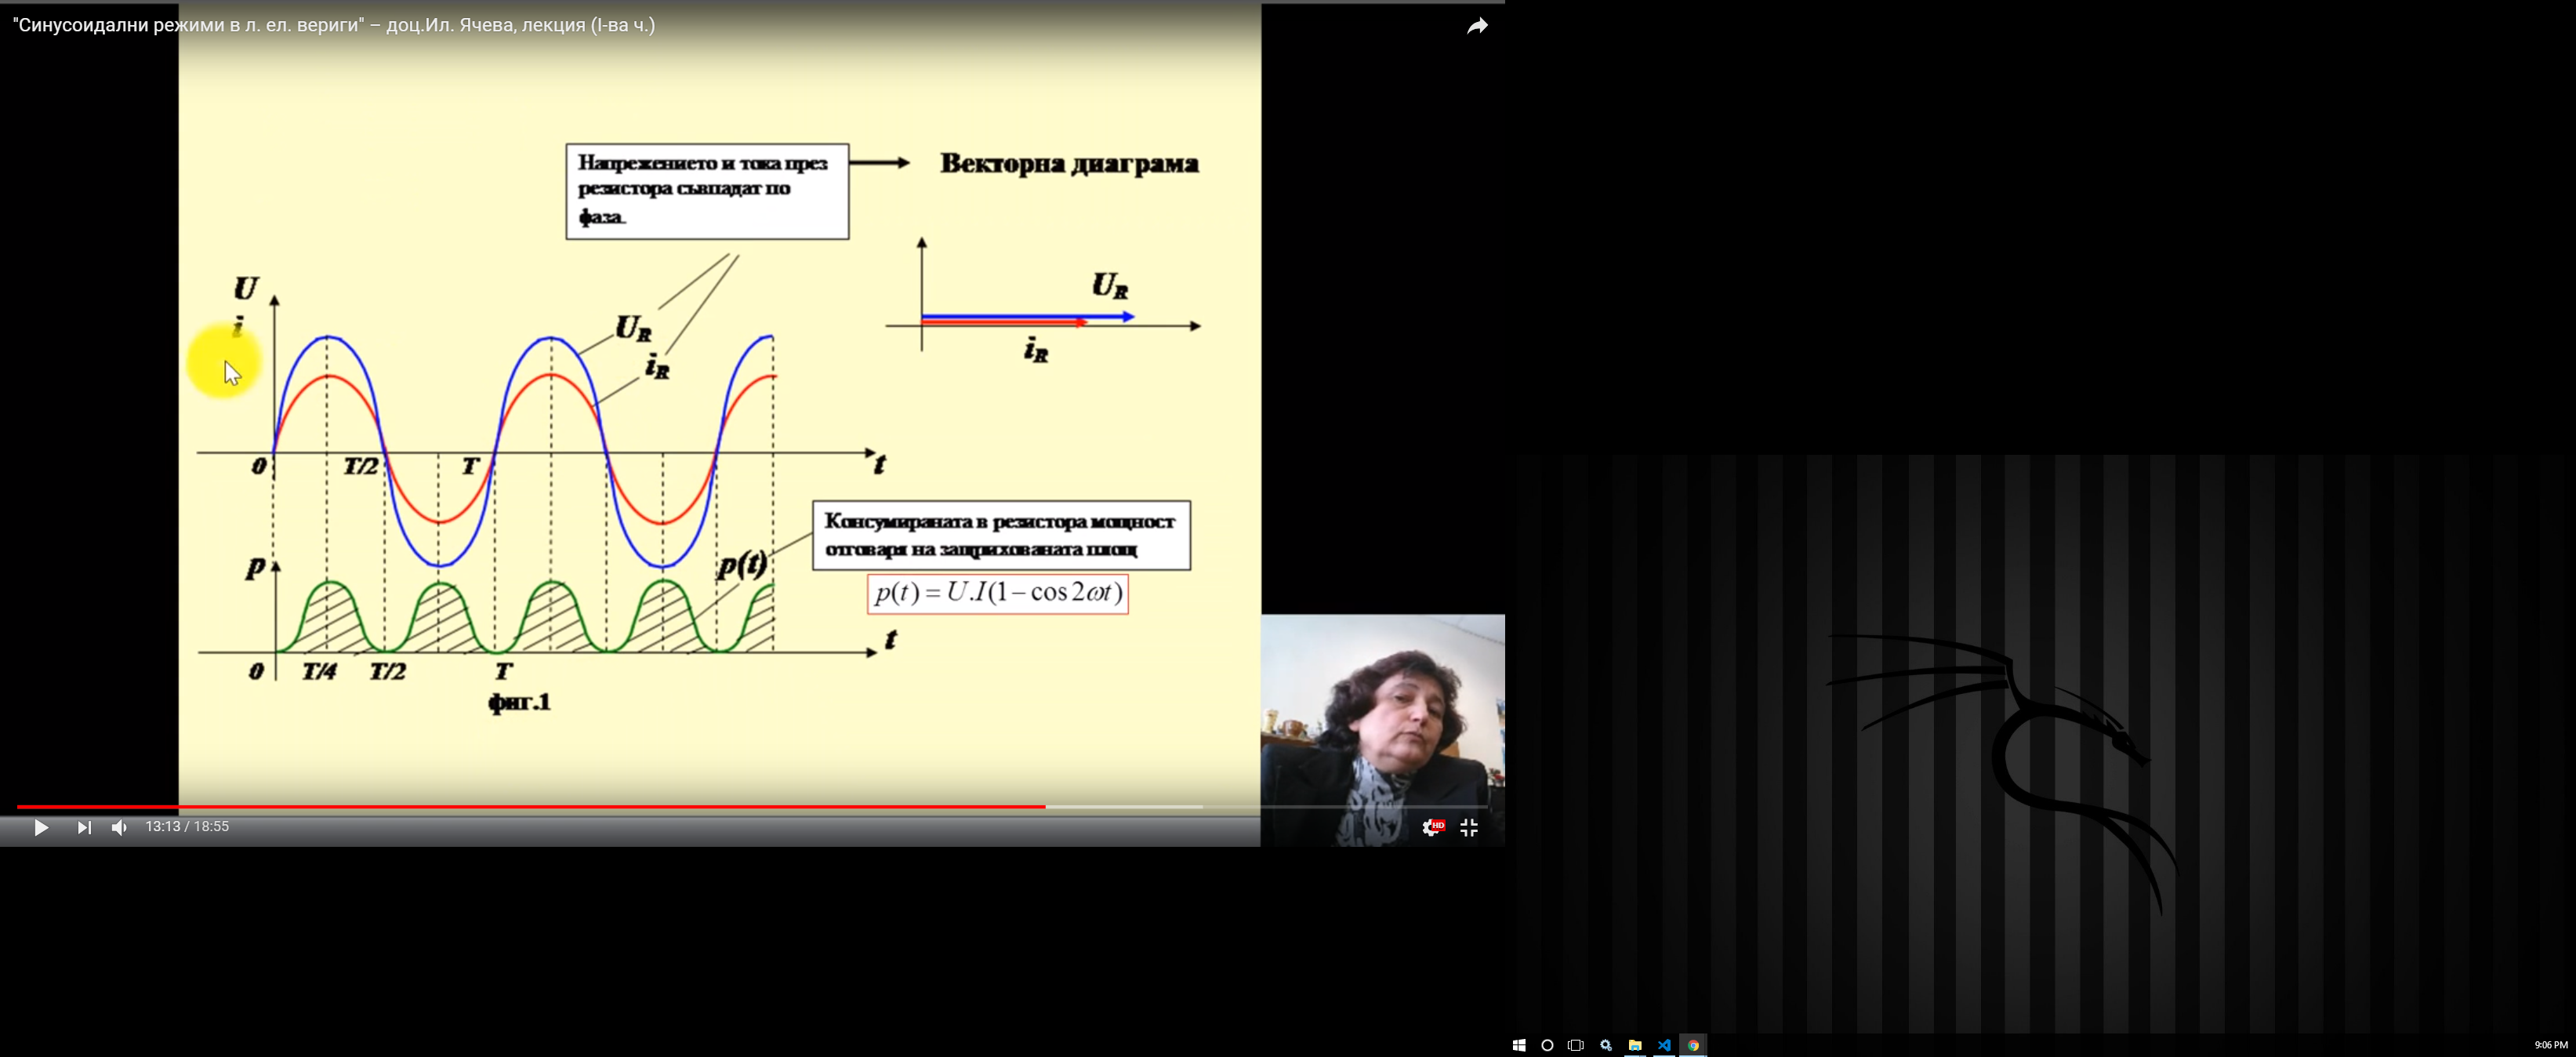 "Синусоидални режими в л. ел. вериги" – доц.Ил. Ячева, лекция (I-ва ч.)
Напрежението и тока през
резистора съвпадат по
фаза.
Векторна диаграма
U
i
U_R
i_R
U_R
i_R
0
T/2
T
t
Консумираната в резистора мощност
отговаря на защрихованата площ
p
p(t)
p(t) = U.I(1 – cos 2ωt)
t
0
T/4
T/2
T
фиг.1
13:13 / 18:55
HD
9:06 PM